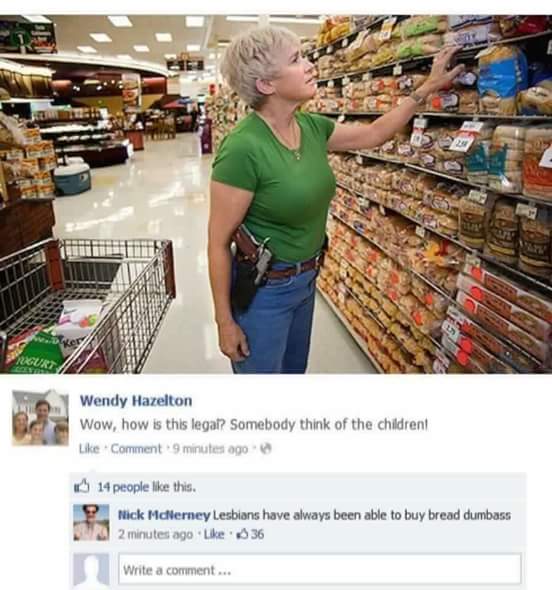 YOGURT
Wendy Hazelton
Wow, how is this legal? Somebody think of the children!
Like · Comment · 9 minutes ago ·
14 people like this.
Nick McNerney Lesbians have always been able to buy bread dumbass
2 minutes ago · Like · 36
Write a comment ...